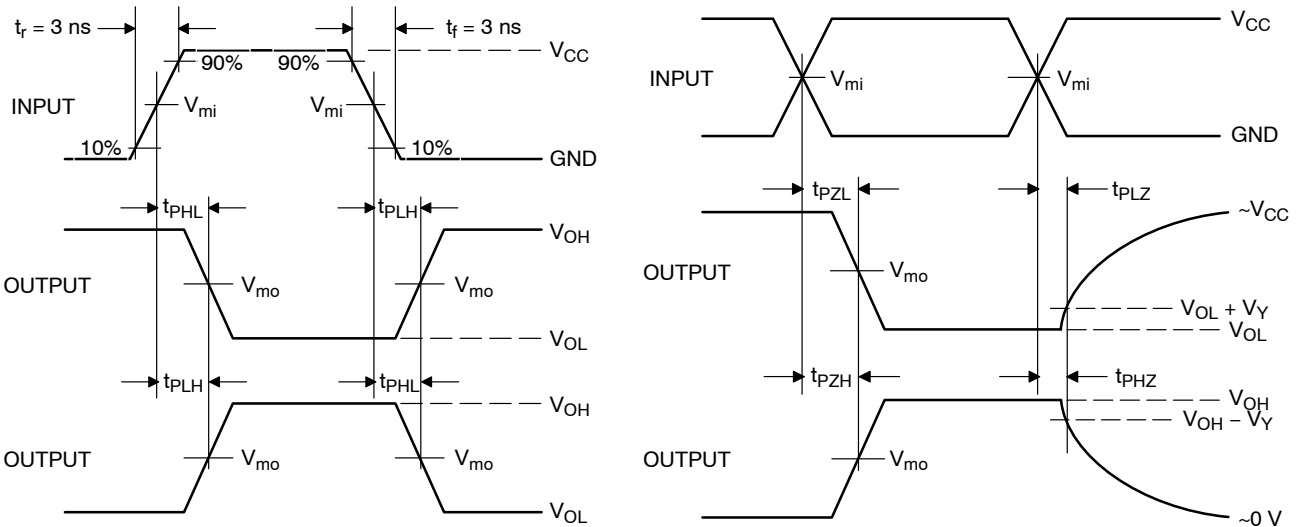 tr = 3 ns
tf = 3 ns
VCC
90%
90%
INPUT
Vmi
Vmi
10%
10%
GND
tPHL
tPLH
VOH
OUTPUT
Vmo
Vmo
VOL
tPLH
tPHL
VOH
OUTPUT
Vmo
Vmo
VOL
VCC
INPUT
Vmi
Vmi
GND
tPZL
tPLZ
~VCC
OUTPUT
Vmo
VOL + VY
VOL
tPZH
tPHZ
VOH
VOH – VY
OUTPUT
Vmo
~0 V